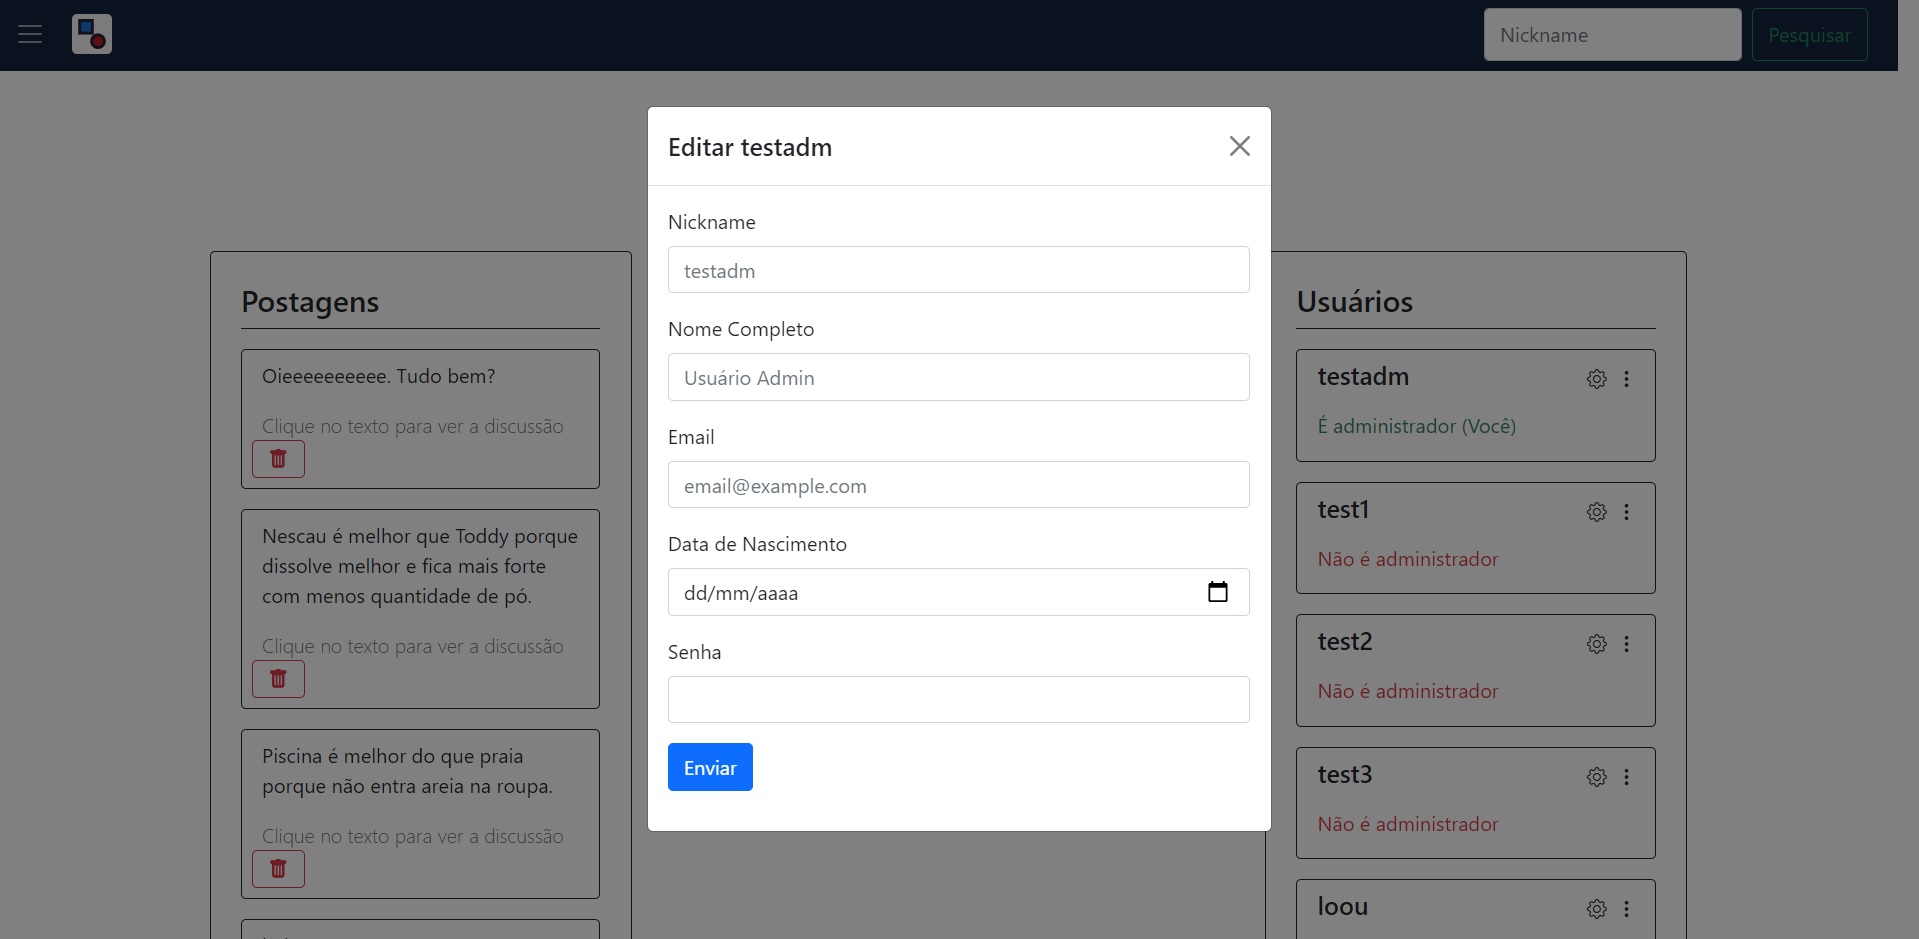 Nickname
Pesquisar
Editar testadm
Nickname
testadm
Nome Completo
Usuário Admin
Email
email@example.com
Data de Nascimento
dd/mm/aaaa
Senha
Enviar
Postagens
Oieeeeeeeeee. Tudo bem?
Clique no texto para ver a discussão
Nescau é melhor que Toddy porque
dissolve melhor e fica mais forte
com menos quantidade de pó.
Clique no texto para ver a discussão
Piscina é melhor do que praia
porque não entra areia na roupa.
Clique no texto para ver a discussão
Usuários
testadm
É administrador (Você)
test1
Não é administrador
test2
Não é administrador
test3
Não é administrador
loou